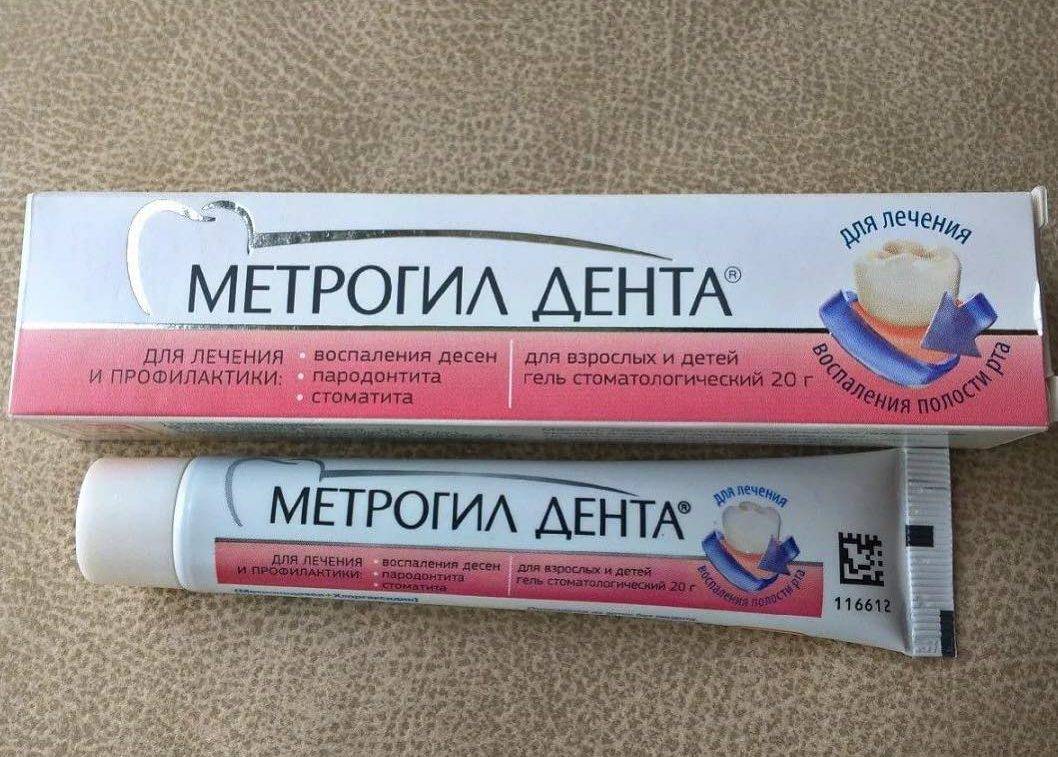 МЕТРОГИЛ ДЕНТА®
ДЛЯ ЛЕЧЕНИЯ
И ПРОФИЛАКТИКИ:
• воспаления десен
• пародонтита
• стоматита
для взрослых и детей
гель стоматологический 20 г
для лечения
воспаления полости рта
МЕТРОГИЛ ДЕНТА®
ДЛЯ ЛЕЧЕНИЯ
И ПРОФИЛАКТИКИ:
• воспаления десен
• пародонтита
• стоматита
для взрослых и детей
гель стоматологический 20 г
для лечения
воспаления полости рта
116612